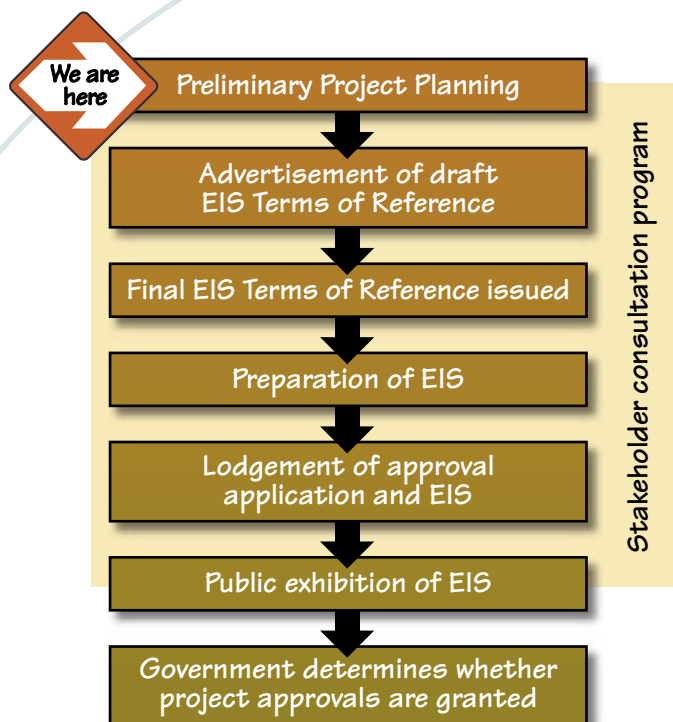 We are
here
Preliminary Project Planning
Advertisement of draft
EIS Terms of Reference
Final EIS Terms of Reference issued
Preparation of EIS
Lodgement of approval
application and EIS
Public exhibition of EIS
Government determines whether
project approvals are granted
Stakeholder consultation program